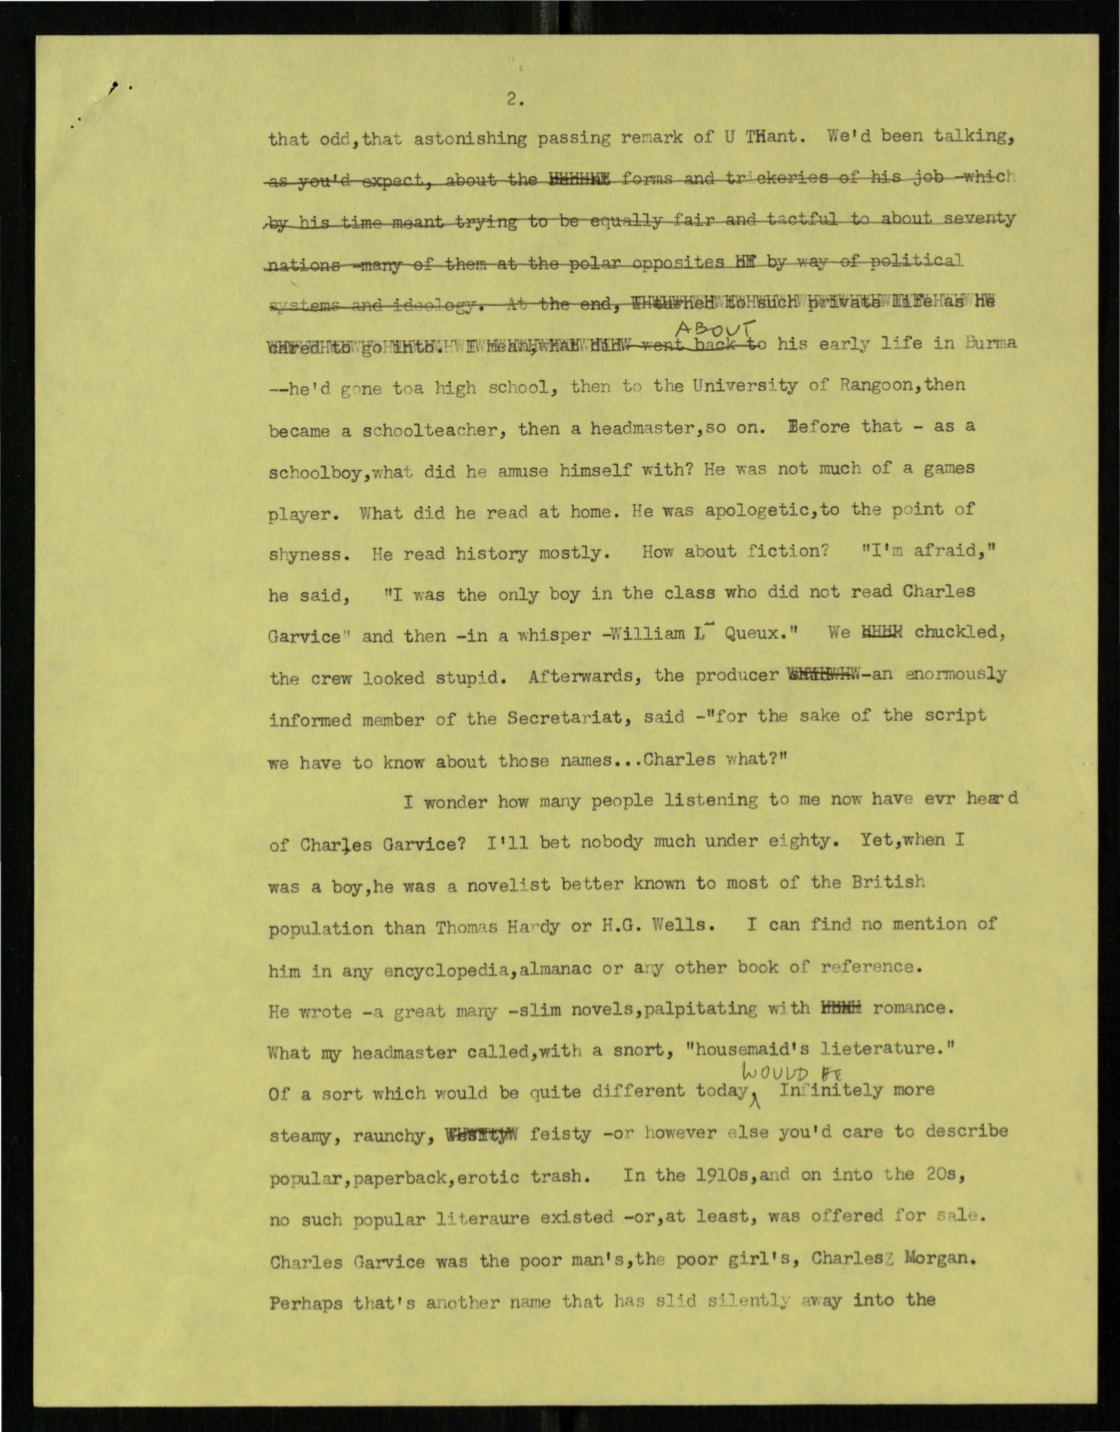 2.
that odd,that astonishing passing remark of U THant. We'd been talking,
as you'd expect, about the forms and trickeries of his job -which
by his time meant trying to be equally fair and tactful to about seventy
nations -many of them at the polar opposites by way of political
systems and ideology. At the end, to such private life as he
cared to go into. I mean, went back to ABOUT his early life in Burma
--he'd gone toa high school, then to the University of Rangoon,then
became a schoolteacher, then a headmaster,so on. Before that - as a
schoolboy,what did he amuse himself with? He was not much of a games
player. What did he read at home. He was apologetic,to the point of
shyness. He read history mostly. How about fiction? "I'm afraid,"
he said, "I was the only boy in the class who did not read Charles
Garvice" and then -in a whisper -William L Queux." We chuckled,
the crew looked stupid. Afterwards, the producer -an enormously
informed member of the Secretariat, said -"for the sake of the script
we have to know about those names...Charles what?"
I wonder how many people listening to me now have evr heard
of Charles Garvice? I'll bet nobody much under eighty. Yet,when I
was a boy,he was a novelist better known to most of the British
population than Thomas Hardy or H.G. Wells. I can find no mention of
him in any encyclopedia,almanac or any other book of reference.
He wrote -a great many -slim novels,palpitating with romance.
What my headmaster called,with a snort, "housemaid's lieterature."
Of a sort which would be quite different today, WOULD BE Infinitely more
steamy, raunchy, feisty -or however else you'd care to describe
popular,paperback,erotic trash. In the 1910s,and on into the 20s,
no such popular literaure existed -or,at least, was offered for sale.
Charles Garvice was the poor man's,the poor girl's, CharlesZ Morgan.
Perhaps that's another name that has slid silently away into the